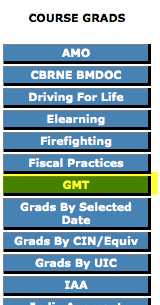 COURSE GRADS
AMO
CBRNE BMDOC
Driving For Life
Elearning
Firefighting
Fiscal Practices
GMT
Grads By Selected
Date
Grads By CIN/Equiv
Grads By UIC
IAA